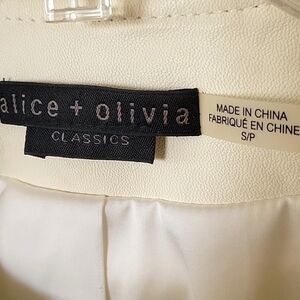 alice + olivia
CLASSICS
MADE IN CHINA
FABRIQUÉ EN CHINE
S/P